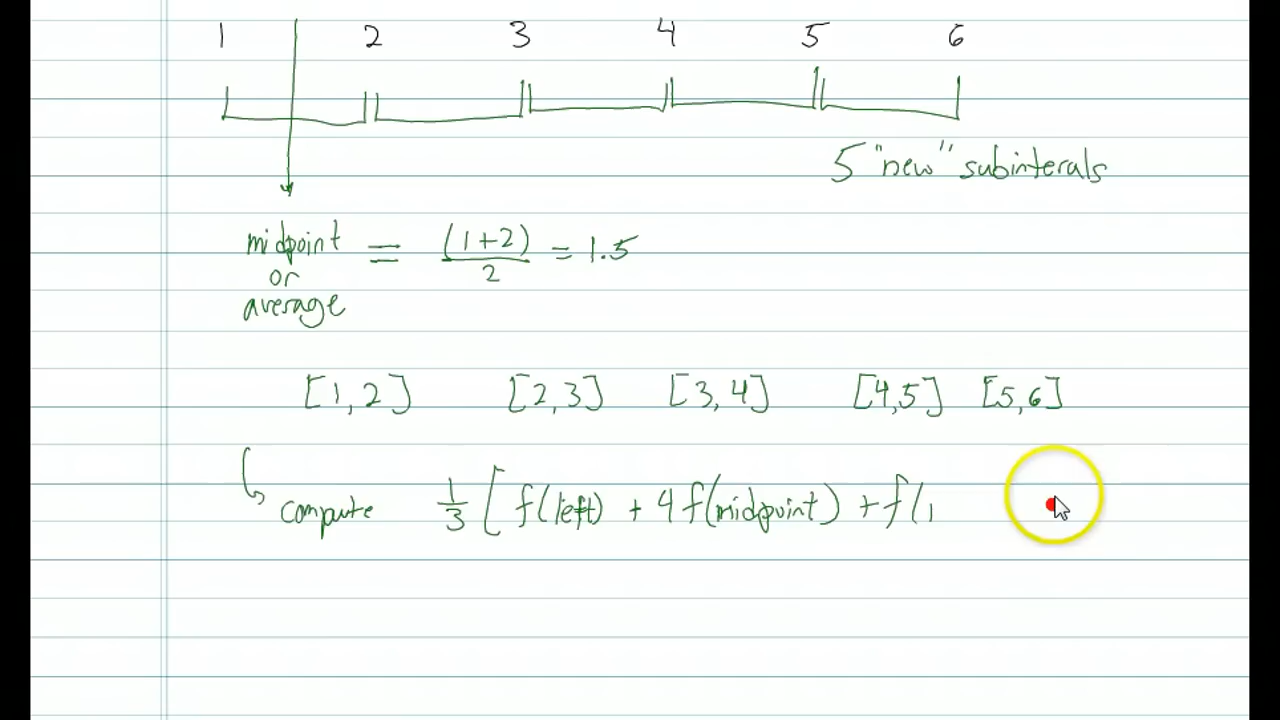 1 2 3 4 5 6
5 "new" subinterals
midpoint or average = (1+2)/2 = 1.5
[1,2] [2,3] [3,4] [4,5] [5,6]
compute 1/3 [ f(left) + 4 f(midpoint) + f(